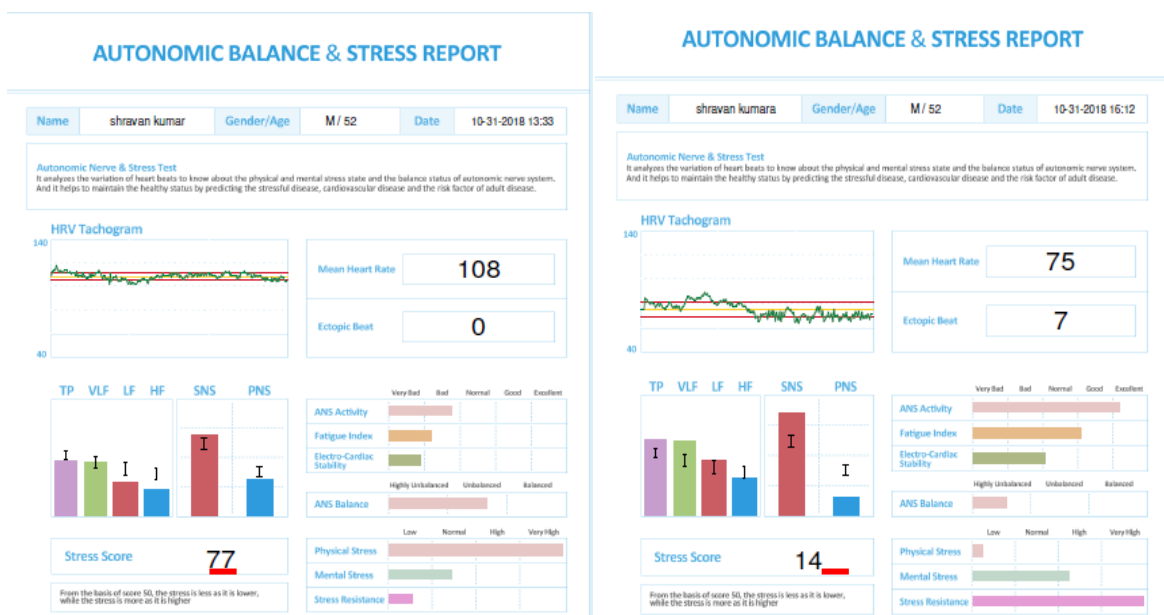 AUTONOMIC BALANCE & STRESS REPORT
Name shravan kumar Gender/Age M / 52 Date 10-31-2018 13:33
Autonomic Nerve & Stress Test
It analyzes the variation of heart beats to know about the physical and mental stress state and the balance status of autonomic nerve system.
And it helps to maintain the healthy status by predicting the stressful disease, cardiovascular disease and the risk factor of adult disease.
HRV Tachogram
140
40
Mean Heart Rate 108
Ectopic Beat 0
TP VLF LF HF SNS PNS
Very Bad Bad Normal Good Excellent
ANS Activity
Fatigue Index
Electro-Cardiac
Stability
Highly Unbalanced Unbalanced Balanced
ANS Balance
Low Normal High Very High
Physical Stress
Mental Stress
Stress Resistance
Stress Score 77
From the basis of score 50, the stress is less as it is lower,
while the stress is more as it is higher
AUTONOMIC BALANCE & STRESS REPORT
Name shravan kumara Gender/Age M / 52 Date 10-31-2018 16:12
Autonomic Nerve & Stress Test
It analyzes the variation of heart beats to know about the physical and mental stress state and the balance status of autonomic nerve system.
And it helps to maintain the healthy status by predicting the stressful disease, cardiovascular disease and the risk factor of adult disease.
HRV Tachogram
140
40
Mean Heart Rate 75
Ectopic Beat 7
TP VLF LF HF SNS PNS
Very Bad Bad Normal Good Excellent
ANS Activity
Fatigue Index
Electro-Cardiac
Stability
Highly Unbalanced Unbalanced Balanced
ANS Balance
Low Normal High Very High
Physical Stress
Mental Stress
Stress Resistance
Stress Score 14
From the basis of score 50, the stress is less as it is lower,
while the stress is more as it is higher